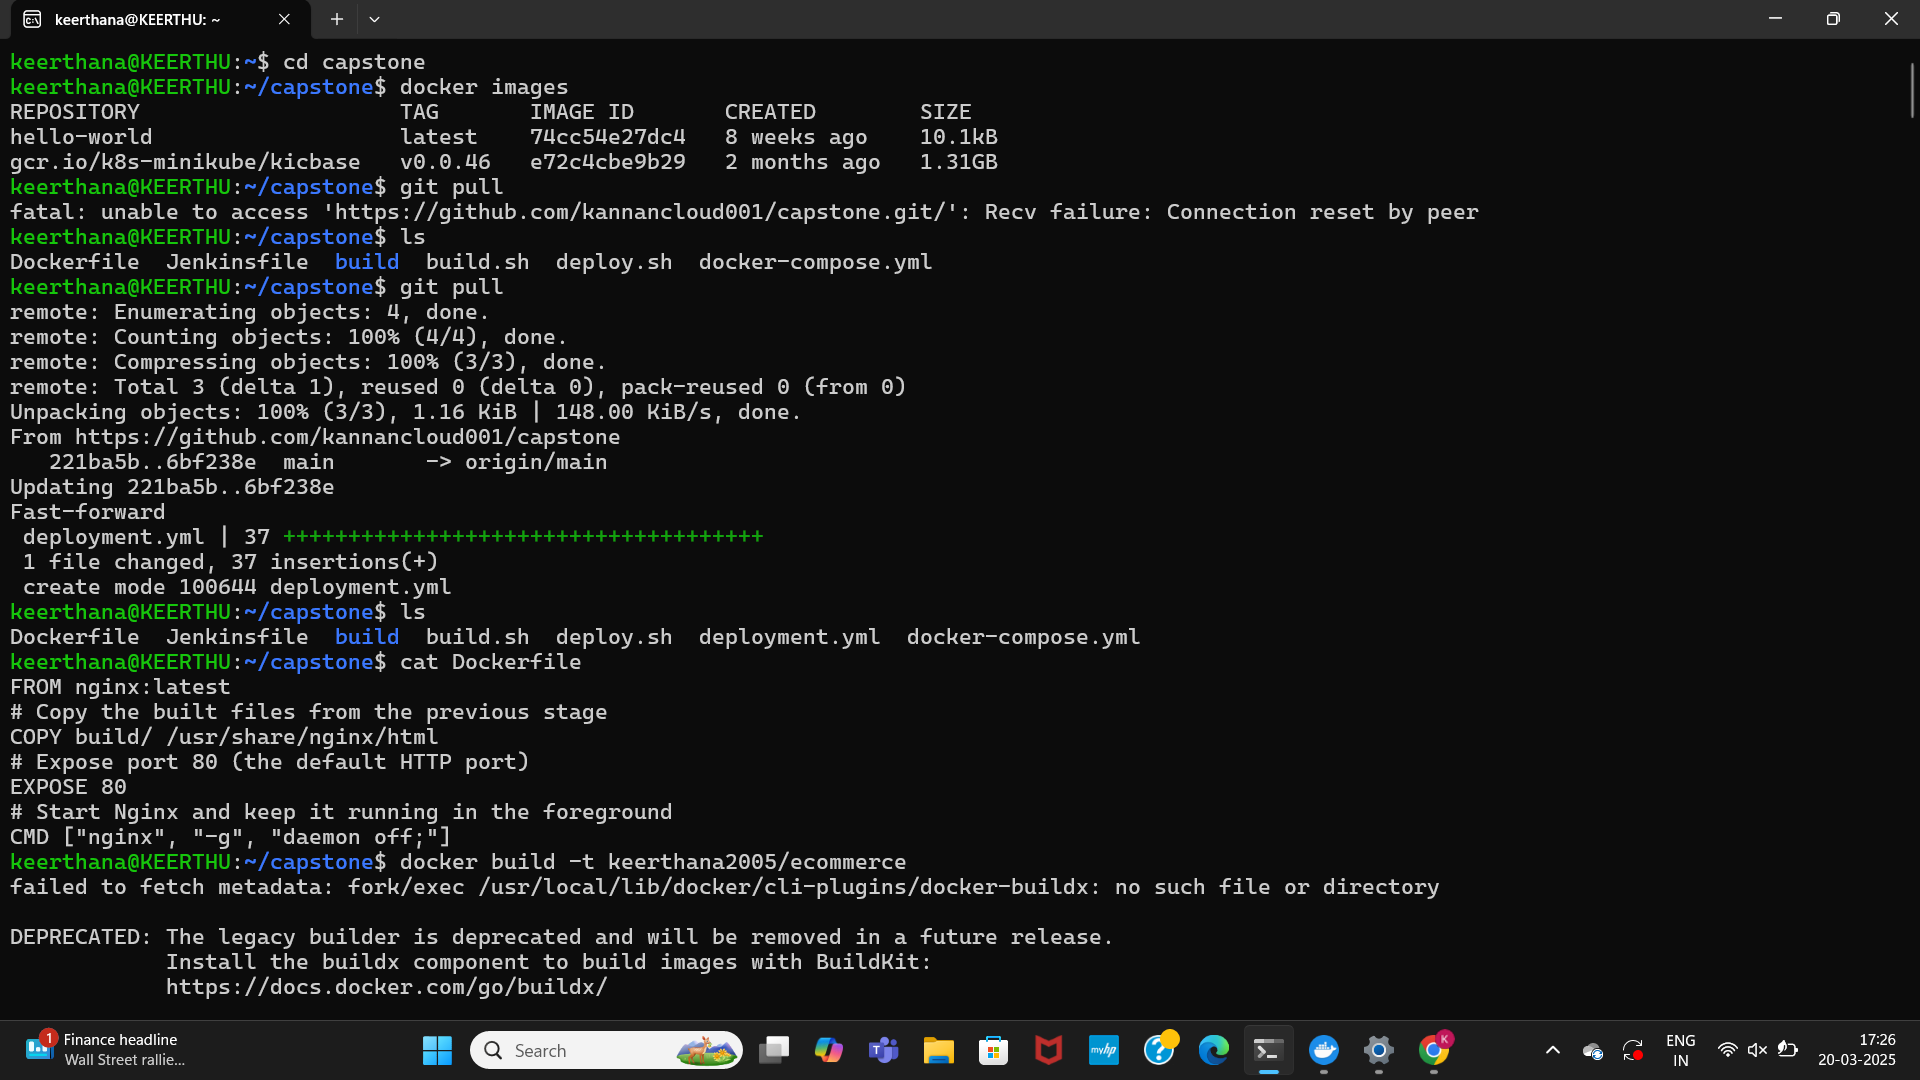 keerthana@KEERTHU: ~
keerthana@KEERTHU:~$ cd capstone
keerthana@KEERTHU:~/capstone$ docker images
REPOSITORY                    TAG       IMAGE ID       CREATED        SIZE
hello-world                   latest    74cc54e27dc4   8 weeks ago    10.1kB
gcr.io/k8s-minikube/kicbase   v0.0.46   e72c4cbe9b29   2 months ago   1.31GB
keerthana@KEERTHU:~/capstone$ git pull
fatal: unable to access 'https://github.com/kannancloud001/capstone.git/': Recv failure: Connection reset by peer
keerthana@KEERTHU:~/capstone$ ls
Dockerfile  Jenkinsfile  build  build.sh  deploy.sh  docker-compose.yml
keerthana@KEERTHU:~/capstone$ git pull
remote: Enumerating objects: 4, done.
remote: Counting objects: 100% (4/4), done.
remote: Compressing objects: 100% (3/3), done.
remote: Total 3 (delta 1), reused 0 (delta 0), pack-reused 0 (from 0)
Unpacking objects: 100% (3/3), 1.16 KiB | 148.00 KiB/s, done.
From https://github.com/kannancloud001/capstone
   221ba5b..6bf238e  main       -> origin/main
Updating 221ba5b..6bf238e
Fast-forward
 deployment.yml | 37 +++++++++++++++++++++++++++++++++++++
 1 file changed, 37 insertions(+)
 create mode 100644 deployment.yml
keerthana@KEERTHU:~/capstone$ ls
Dockerfile  Jenkinsfile  build  build.sh  deploy.sh  deployment.yml  docker-compose.yml
keerthana@KEERTHU:~/capstone$ cat Dockerfile
FROM nginx:latest
# Copy the built files from the previous stage
COPY build/ /usr/share/nginx/html
# Expose port 80 (the default HTTP port)
EXPOSE 80
# Start Nginx and keep it running in the foreground
CMD ["nginx", "-g", "daemon off;"]
keerthana@KEERTHU:~/capstone$ docker build -t keerthana2005/ecommerce
failed to fetch metadata: fork/exec /usr/local/lib/docker/cli-plugins/docker-buildx: no such file or directory
DEPRECATED: The legacy builder is deprecated and will be removed in a future release.
            Install the buildx component to build images with BuildKit:
            https://docs.docker.com/go/buildx/
1
Finance headline
Wall Street rallie...
Search
myhp
K
ENG
IN
17:26
20-03-2025